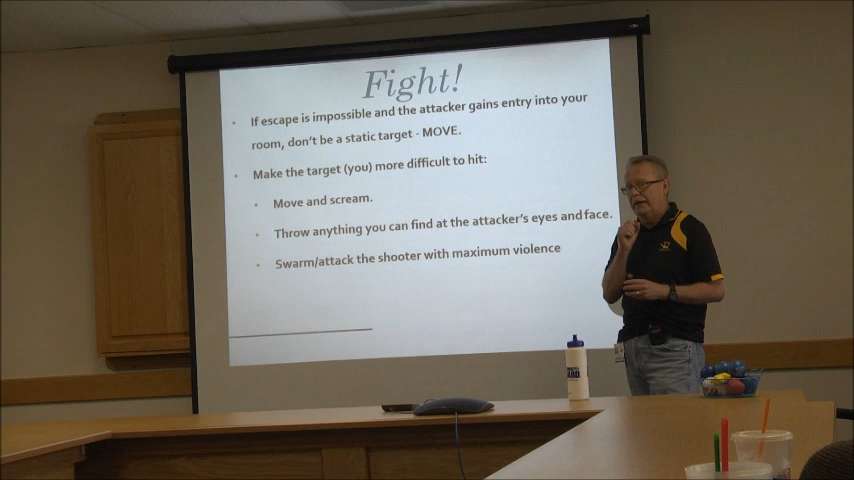 Fight!
• If escape is impossible and the attacker gains entry into your
room, don't be a static target - MOVE.
• Make the target (you) more difficult to hit:
• Move and scream.
• Throw anything you can find at the attacker's eyes and face.
• Swarm/attack the shooter with maximum violence